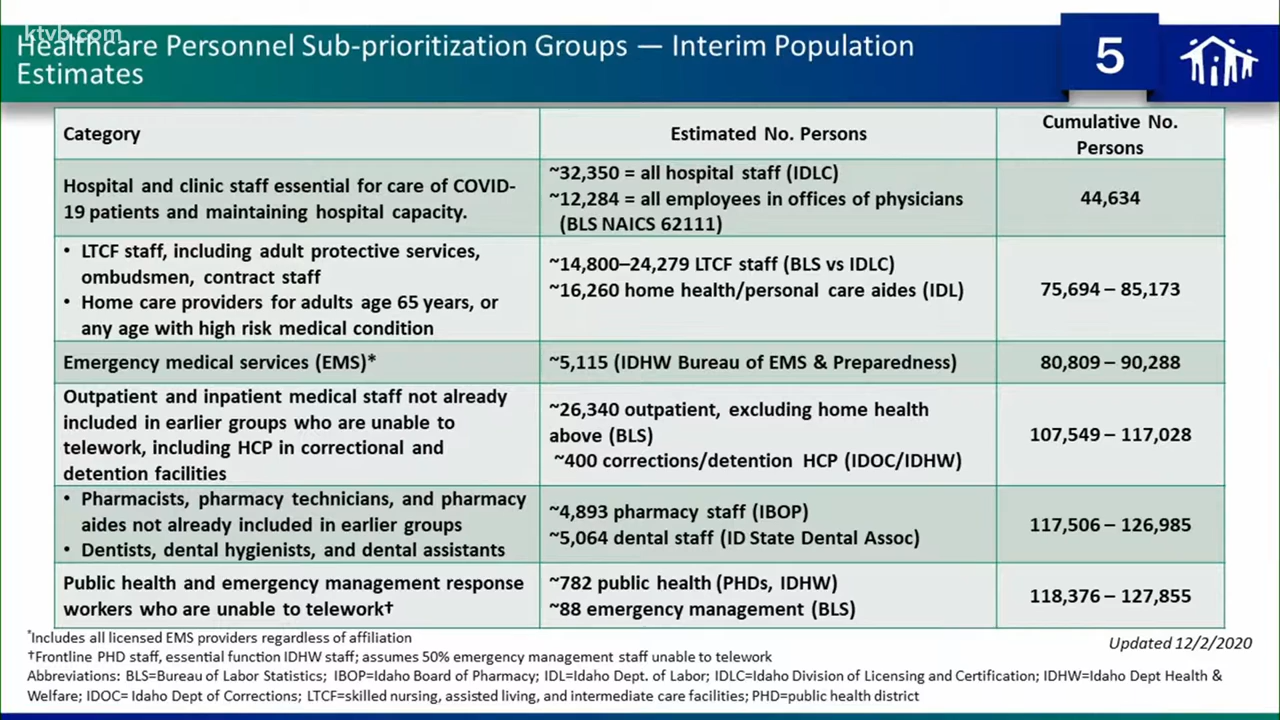 ktvb.com
Healthcare Personnel Sub-prioritization Groups — Interim Population
Estimates
5
Category
Estimated No. Persons
Cumulative No.
Persons
Hospital and clinic staff essential for care of COVID-
19 patients and maintaining hospital capacity.
~32,350 = all hospital staff (IDLC)
~12,284 = all employees in offices of physicians
(BLS NAICS 62111)
44,634
• LTCF staff, including adult protective services,
ombudsmen, contract staff
• Home care providers for adults age 65 years, or
any age with high risk medical condition
~14,800–24,279 LTCF staff (BLS vs IDLC)
~16,260 home health/personal care aides (IDL)
75,694 – 85,173
Emergency medical services (EMS)*
~5,115 (IDHW Bureau of EMS & Preparedness)
80,809 – 90,288
Outpatient and inpatient medical staff not already
included in earlier groups who are unable to
telework, including HCP in correctional and
detention facilities
~26,340 outpatient, excluding home health
above (BLS)
~400 corrections/detention HCP (IDOC/IDHW)
107,549 – 117,028
• Pharmacists, pharmacy technicians, and pharmacy
aides not already included in earlier groups
• Dentists, dental hygienists, and dental assistants
~4,893 pharmacy staff (IBOP)
~5,064 dental staff (ID State Dental Assoc)
117,506 – 126,985
Public health and emergency management response
workers who are unable to telework†
~782 public health (PHDs, IDHW)
~88 emergency management (BLS)
118,376 – 127,855
*Includes all licensed EMS providers regardless of affiliation
Updated 12/2/2020
†Frontline PHD staff, essential function IDHW staff; assumes 50% emergency management staff unable to telework
Abbreviations: BLS=Bureau of Labor Statistics; IBOP=Idaho Board of Pharmacy; IDL=Idaho Dept. of Labor; IDLC=Idaho Division of Licensing and Certification; IDHW=Idaho Dept Health &
Welfare; IDOC= Idaho Dept of Corrections; LTCF=skilled nursing, assisted living, and intermediate care facilities; PHD=public health district